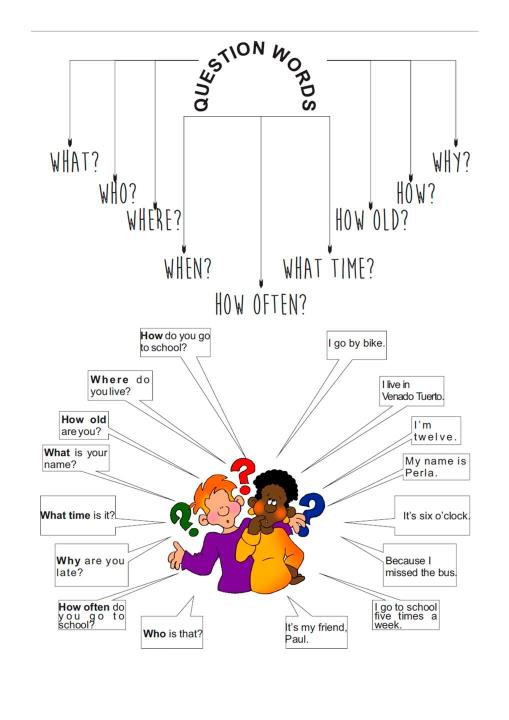 QUESTION WORDS
WHAT?
WHY?
WHO?
HOW?
WHERE?
HOW OLD?
WHEN?
WHAT TIME?
HOW OFTEN?
How do you go
to school?
I go by bike.
Where do
you live?
I live in
Venado Tuerto.
How old
are you?
I'm
twelve.
What is your
name?
My name is
Perla.
What time is it?
It's six o'clock.
Why are you
late?
Because I
missed the bus.
How often do
you go to
school?
I go to school
five times a
week.
Who is that?
It's my friend,
Paul.